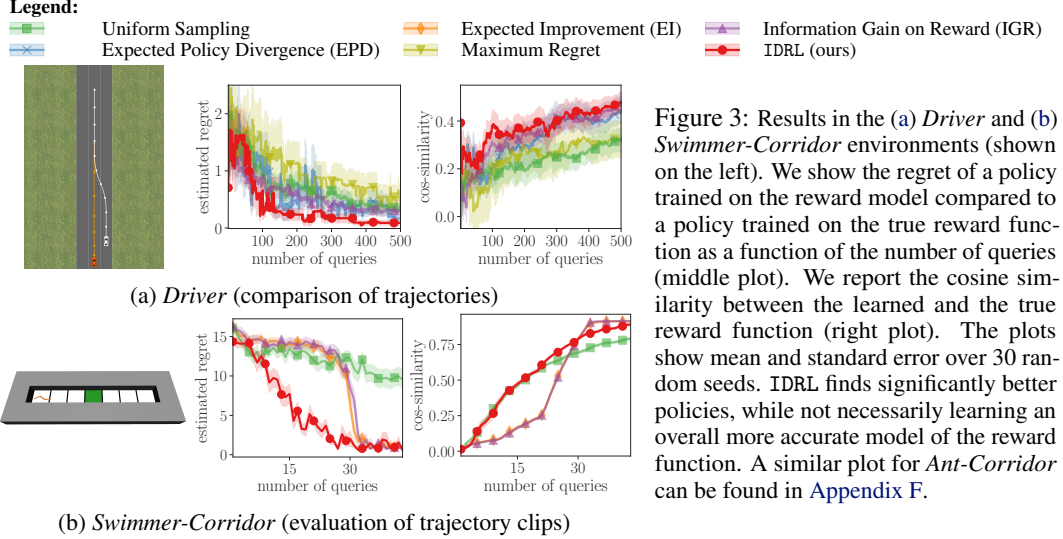 Legend:
Uniform Sampling
Expected Improvement (EI)
Information Gain on Reward (IGR)
Expected Policy Divergence (EPD)
Maximum Regret
IDRL (ours)
estimated regret
2
1
0
100 200 300 400 500
number of queries
cos-similarity
0.4
0.2
0.0
100 200 300 400 500
number of queries
(a) Driver (comparison of trajectories)
estimated regret
15
10
5
0
15 30
number of queries
cos-similarity
0.75
0.50
0.25
0.00
15 30
number of queries
(b) Swimmer-Corridor (evaluation of trajectory clips)
Figure 3: Results in the (a) Driver and (b)
Swimmer-Corridor environments (shown
on the left). We show the regret of a policy
trained on the reward model compared to
a policy trained on the true reward func-
tion as a function of the number of queries
(middle plot). We report the cosine sim-
ilarity between the learned and the true
reward function (right plot). The plots
show mean and standard error over 30 ran-
dom seeds. IDRL finds significantly better
policies, while not necessarily learning an
overall more accurate model of the reward
function. A similar plot for Ant-Corridor
can be found in Appendix F.